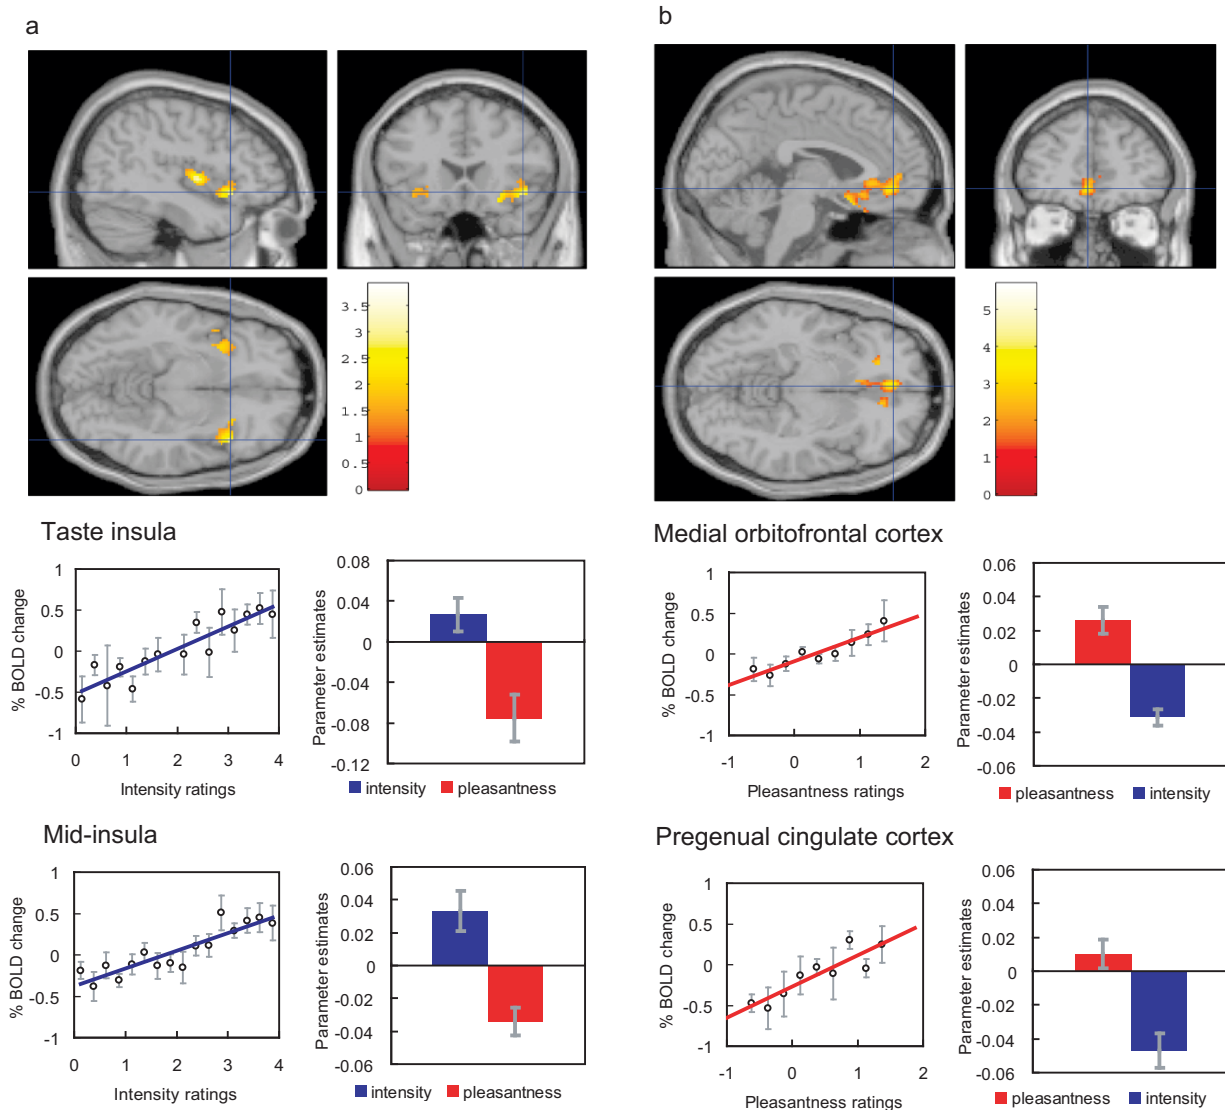 a
3.5
3
2.5
2
1.5
1
0.5
0
Taste insula
% BOLD change
1
0.5
0
-0.5
-1
0 1 2 3 4
Intensity ratings
Parameter estimates
0.08
0.04
0
-0.04
-0.08
-0.12
intensity pleasantness
Mid-insula
% BOLD change
1
0.5
0
-0.5
-1
0 1 2 3 4
Intensity ratings
Parameter estimates
0.06
0.04
0.02
0
-0.02
-0.04
-0.06
intensity pleasantness
b
5
4
3
2
1
0
Medial orbitofrontal cortex
% BOLD change
1
0.5
0
-0.5
-1
-1 0 1 2
Pleasantness ratings
Parameter estimates
0.06
0.04
0.02
0
-0.02
-0.04
-0.06
pleasantness intensity
Pregenual cingulate cortex
% BOLD change
1
0.5
0
-0.5
-1
-1 0 1 2
Pleasantness ratings
Parameter estimates
0.06
0.04
0.02
0
-0.02
-0.04
-0.06
pleasantness intensity